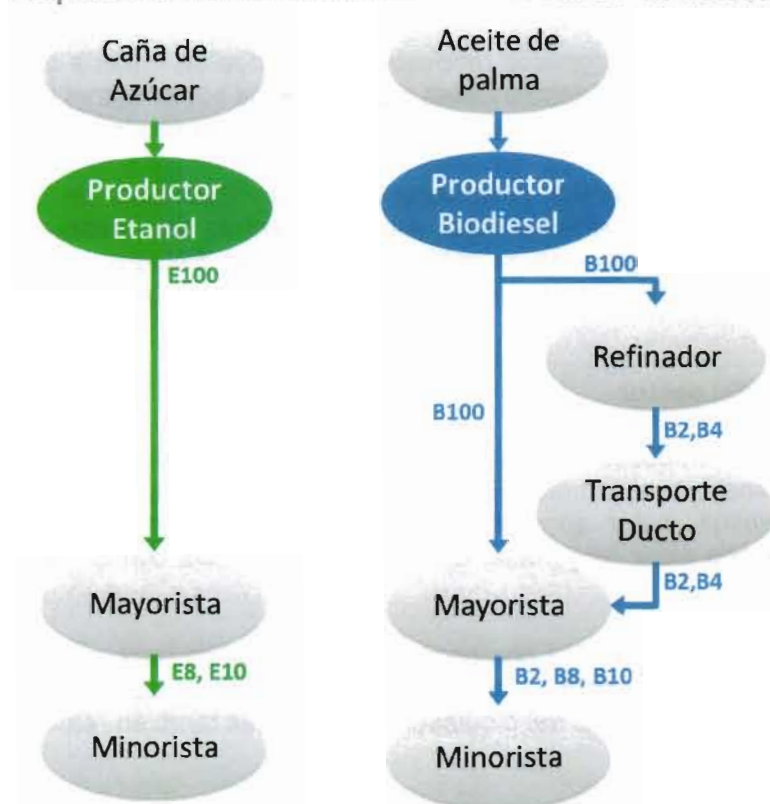 Caña de
Azúcar
Productor
Etanol
E100
Mayorista
E8, E10
Minorista
Aceite de
palma
Productor
Biodiesel
B100
Refinador
B100
B2,B4
Transporte
Ducto
B2,B4
Mayorista
B2, B8, B10
Minorista